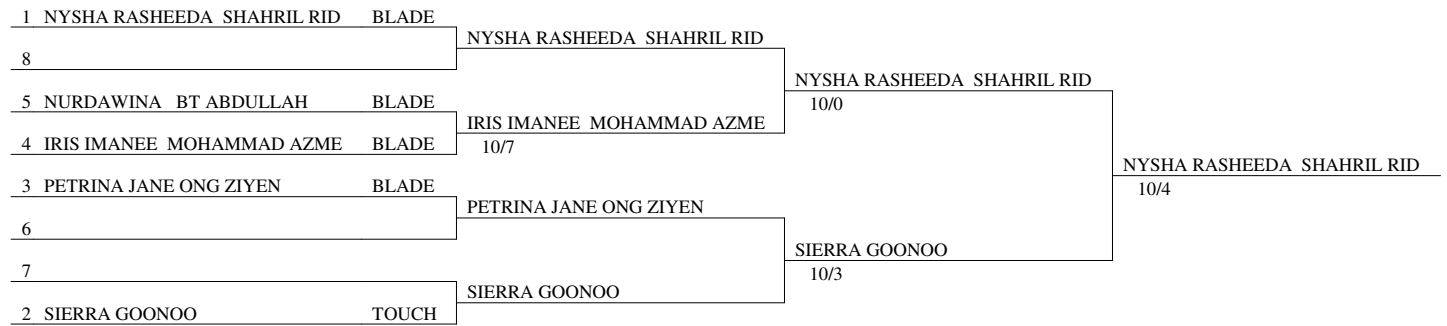 1 NYSHA RASHEEDA SHAHRIL RID BLADE
NYSHA RASHEEDA SHAHRIL RID
8
NYSHA RASHEEDA SHAHRIL RID
5 NURDAWINA BT ABDULLAH BLADE
10/0
IRIS IMANEE MOHAMMAD AZME
4 IRIS IMANEE MOHAMMAD AZME BLADE
10/7
NYSHA RASHEEDA SHAHRIL RID
3 PETRINA JANE ONG ZIYEN BLADE
10/4
PETRINA JANE ONG ZIYEN
6
SIERRA GOONOO
7
10/3
SIERRA GOONOO
2 SIERRA GOONOO TOUCH